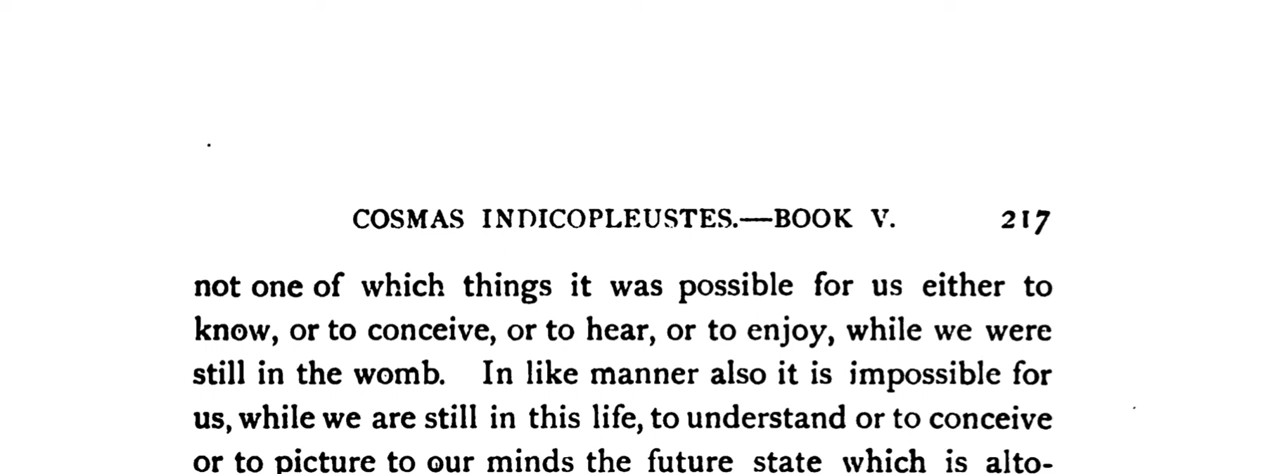 COSMAS INDICOPLEUSTES.—BOOK V. 217
not one of which things it was possible for us either to
know, or to conceive, or to hear, or to enjoy, while we were
still in the womb. In like manner also it is impossible for
us, while we are still in this life, to understand or to conceive
or to picture to our minds the future state which is alto-